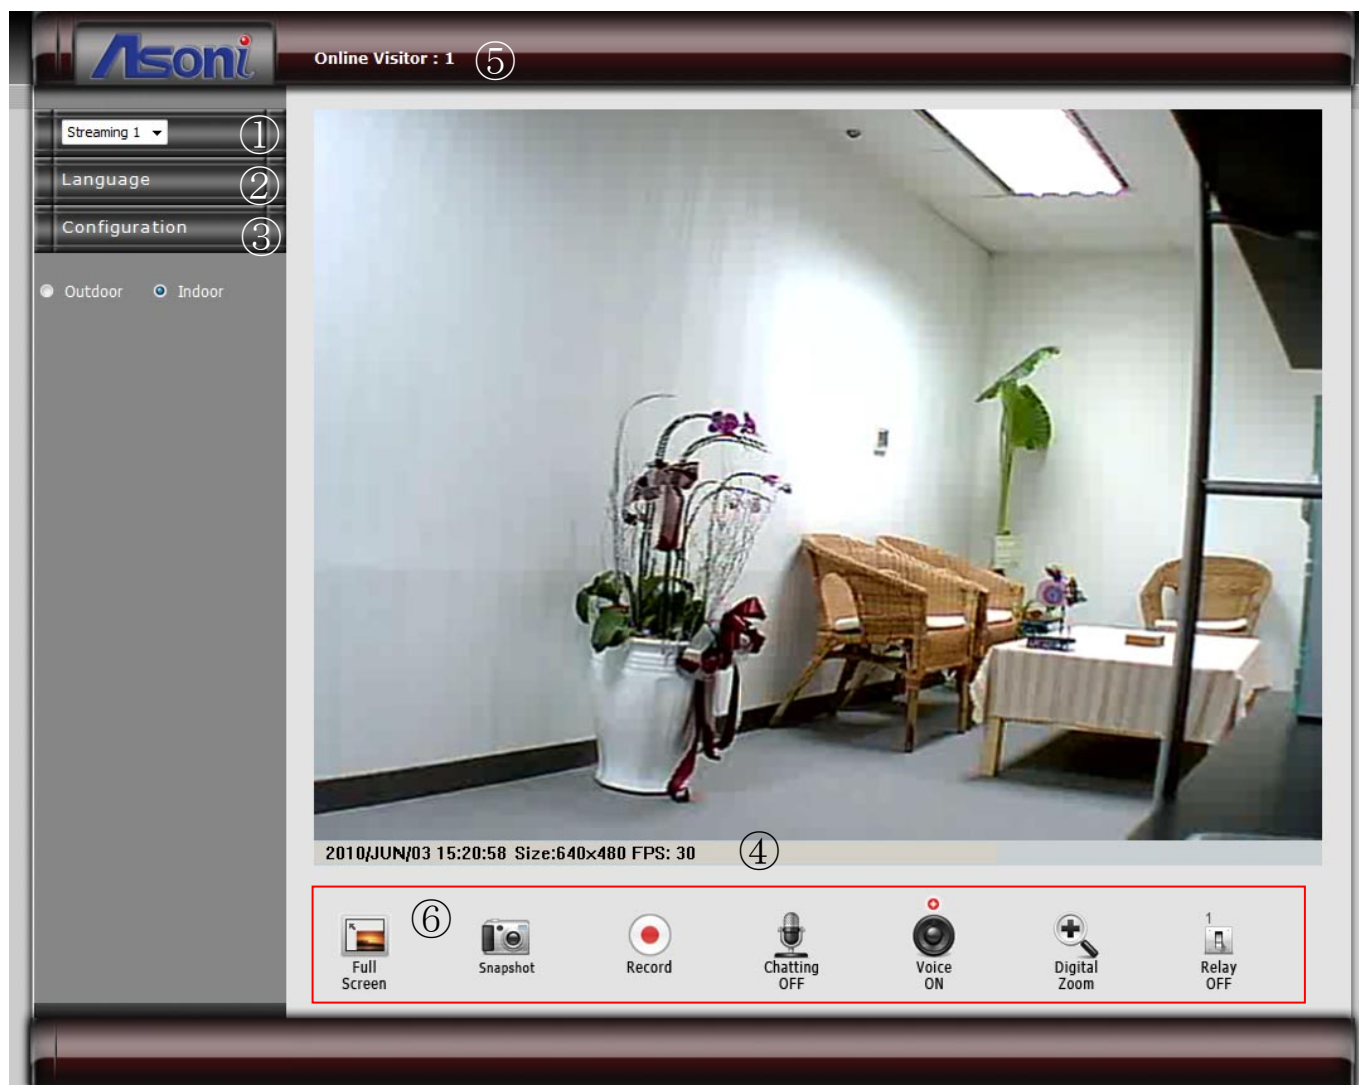 Asoni
Online Visitor : 1 ⑤
Streaming 1 ①
Language ②
Configuration ③
Outdoor Indoor
2010/JUN/03 15:20:58 Size:640x480 FPS: 30 ④
⑥
1
Full Screen
Snapshot
Record
Chatting OFF
Voice ON
Digital Zoom
Relay OFF